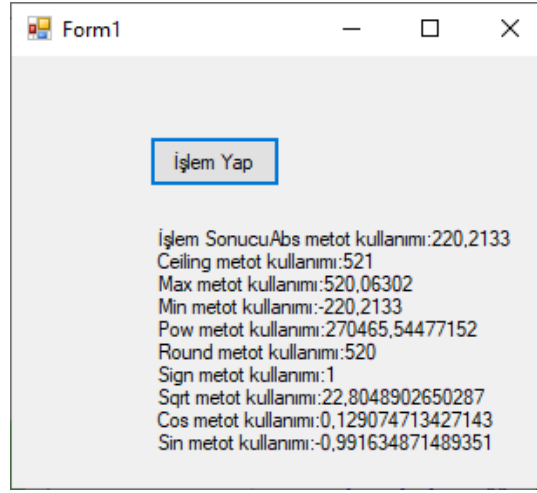 Form1
İşlem Yap
İşlem SonucuAbs metot kullanımı:220,2133
Ceiling metot kullanımı:521
Max metot kullanımı:520,06302
Min metot kullanımı:-220,2133
Pow metot kullanımı:270465,54477152
Round metot kullanımı:520
Sign metot kullanımı:1
Sqrt metot kullanımı:22,8048902650287
Cos metot kullanımı:0,129074713427143
Sin metot kullanımı:-0,991634871489351